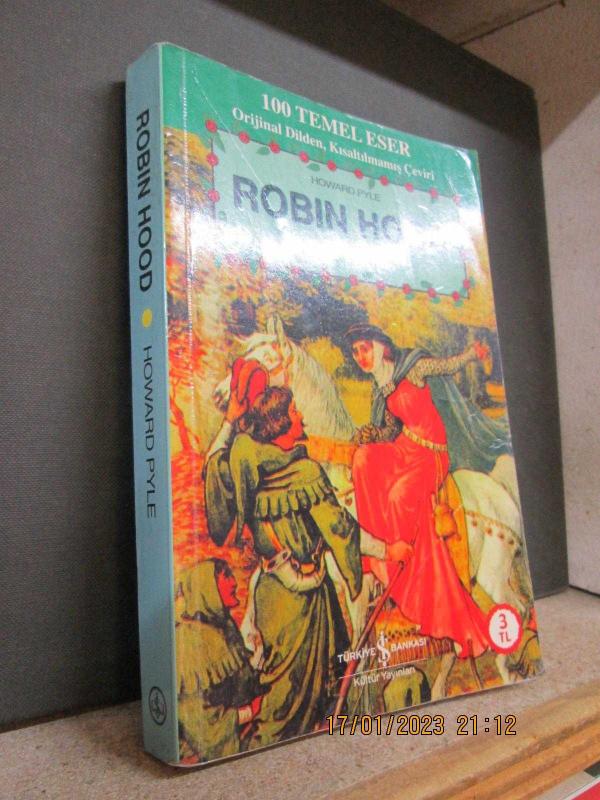 100 TEMEL ESER
Orijinal Dilden, Kısaltılmamış Çeviri
HOWARD PYLE
ROBIN HO
ROBIN HOOD
HOWARD PYLE
3
TL
TÜRKİYE İŞ BANKASI
Kültür Yayınları
17/01/2023 21:12